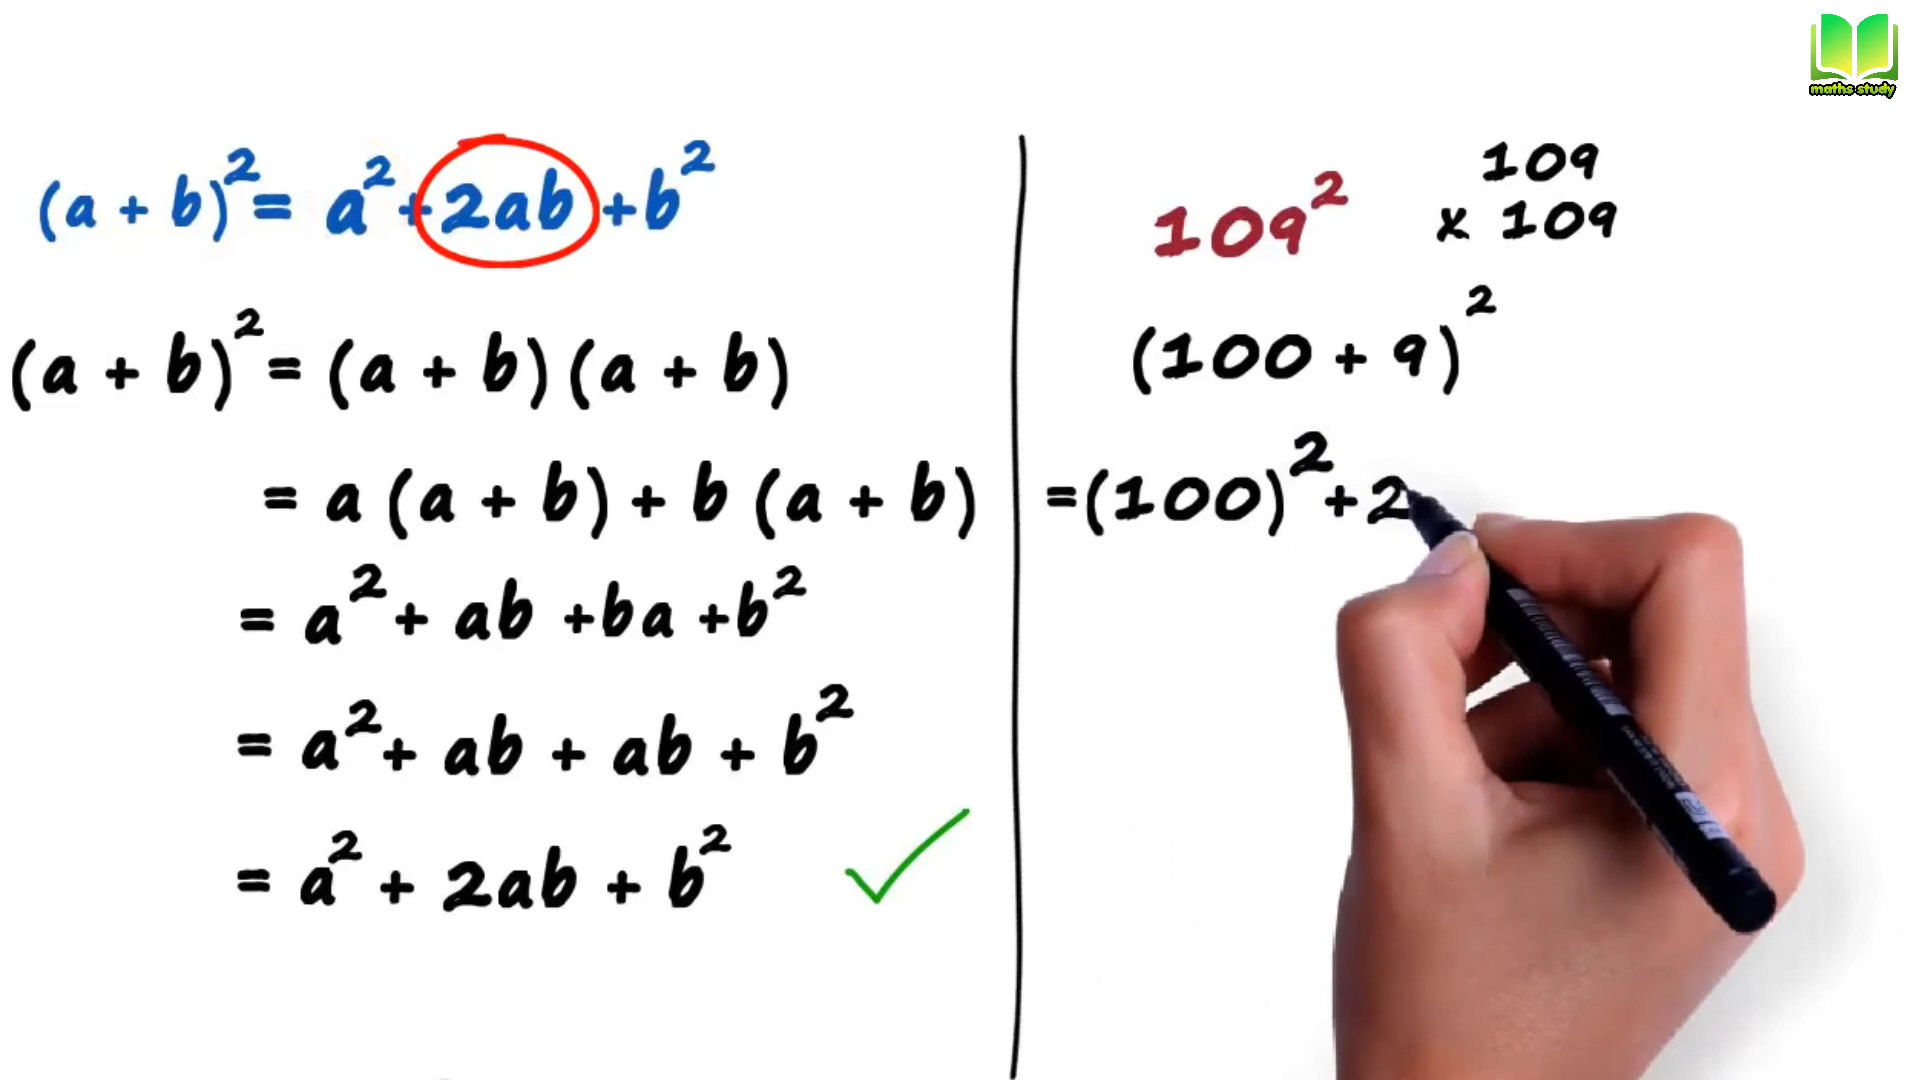 maths study
(a + b)² = a² + 2ab + b²
(a + b)² = (a + b) (a + b)
= a (a + b) + b (a + b)
= a² + ab + ba + b²
= a² + ab + ab + b²
= a² + 2ab + b²
109²
109
x 109
(100 + 9)²
= (100)² + 2